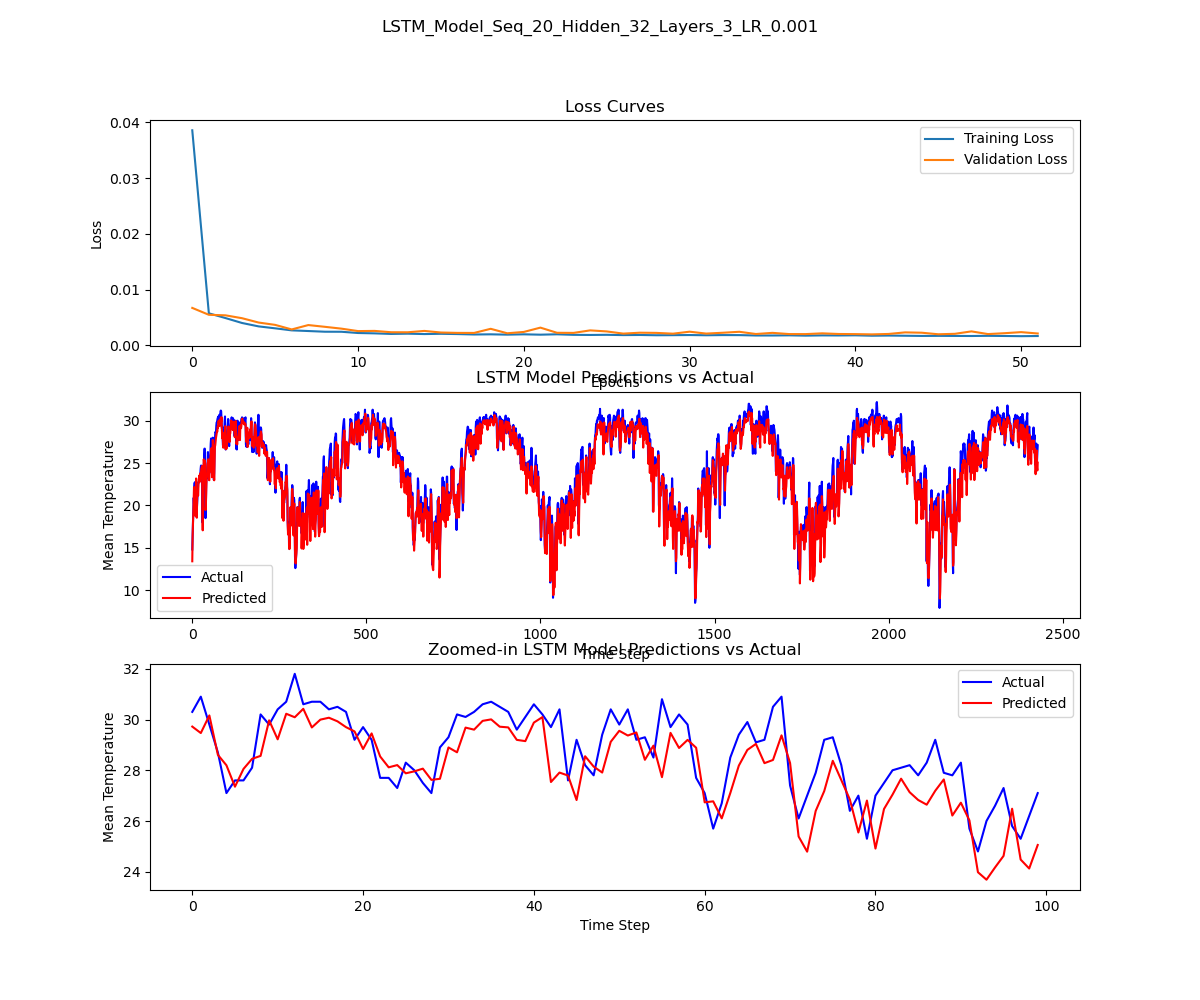 LSTM_Model_Seq_20_Hidden_32_Layers_3_LR_0.001
Loss Curves
0.04
0.03
0.02
0.01
0.00
Loss
Training Loss
Validation Loss
0 10 20 30 40 50
Epochs
LSTM Model Predictions vs Actual
30
25
20
15
10
Mean Temperature
Actual
Predicted
0 500 1000 1500 2000 2500
Time Step
Zoomed-in LSTM Model Predictions vs Actual
32
30
28
26
24
Mean Temperature
Actual
Predicted
0 20 40 60 80 100
Time Step